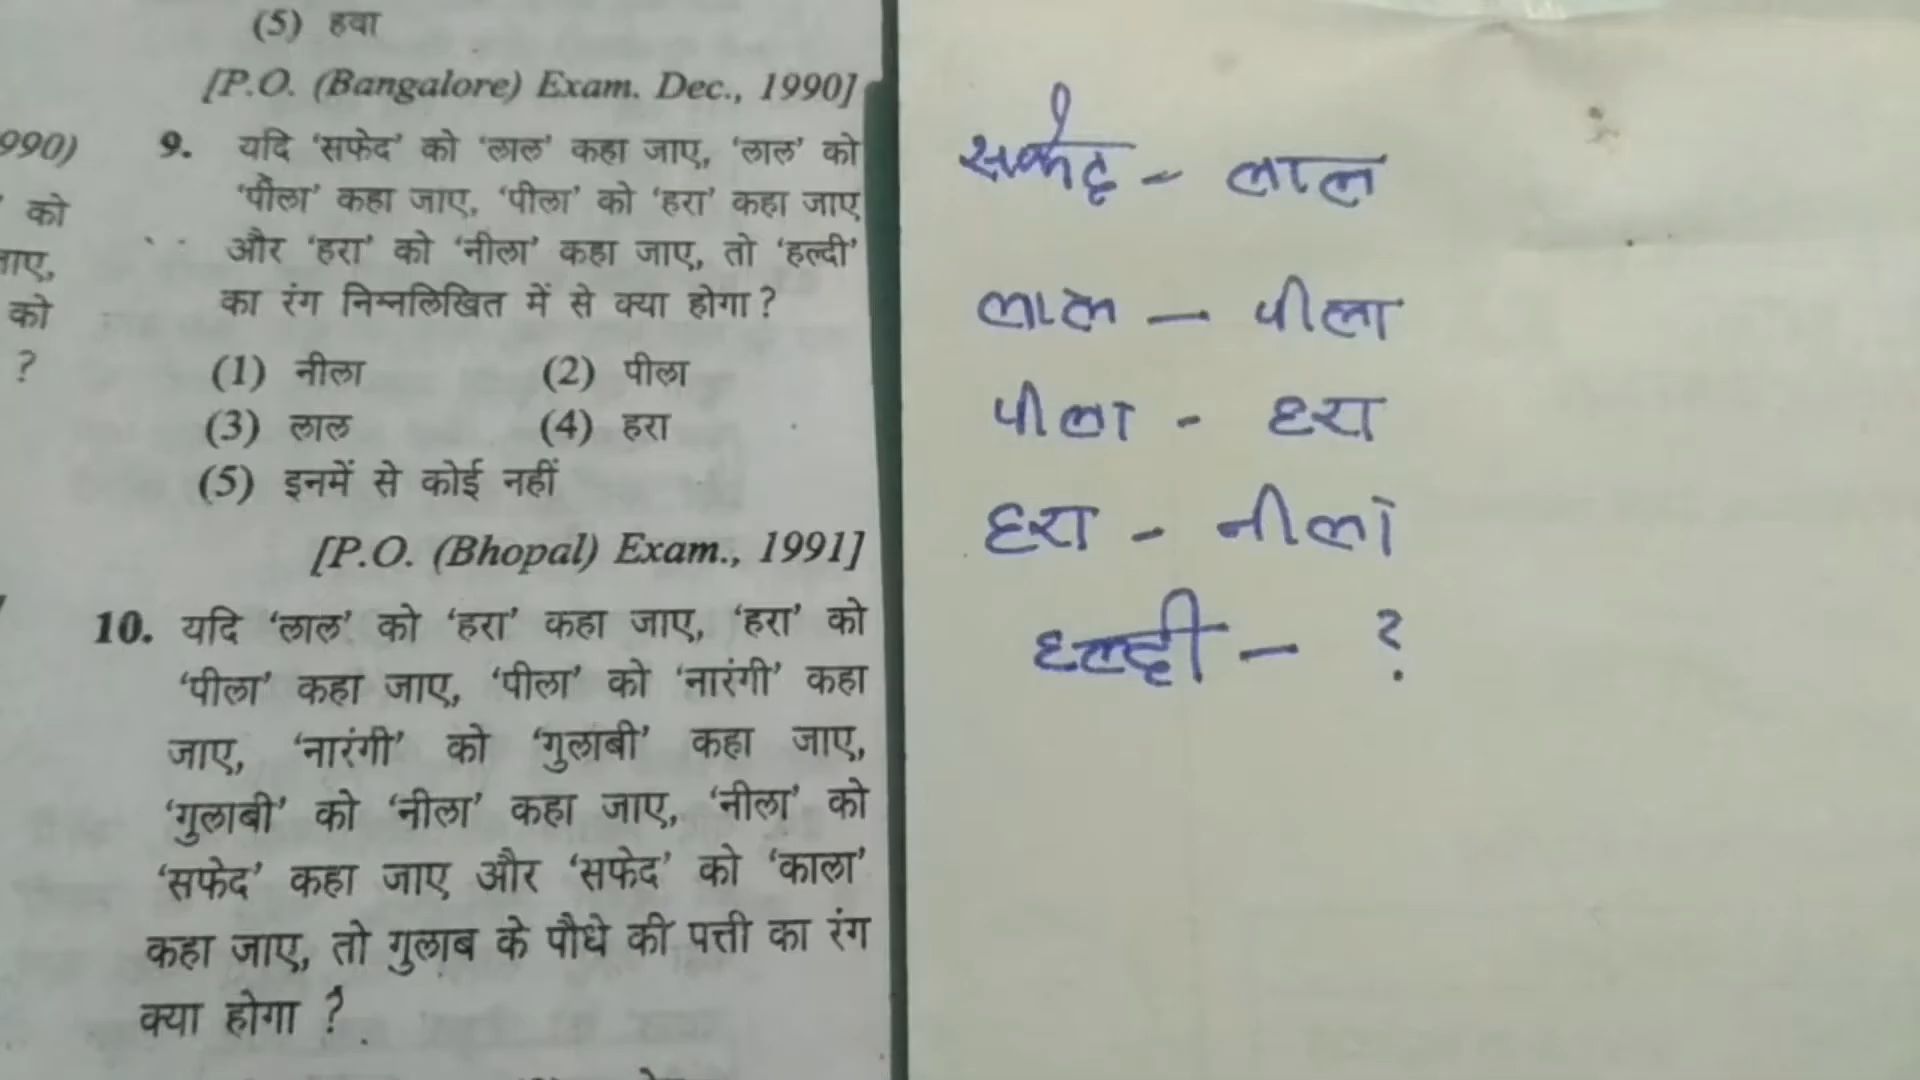 (5) हवा
[P.O. (Bangalore) Exam. Dec., 1990]
990)
9. यदि ‘सफेद’ को ‘लाल’ कहा जाए, ‘लाल’ को
‘पीला’ कहा जाए, ‘पीला’ को ‘हरा’ कहा जाए
और ‘हरा’ को ‘नीला’ कहा जाए, तो ‘हल्दी’
का रंग निम्नलिखित में से क्या होगा ?
(1) नीला (2) पीला
(3) लाल (4) हरा
(5) इनमें से कोई नहीं
[P.O. (Bhopal) Exam., 1991]
10. यदि ‘लाल’ को ‘हरा’ कहा जाए, ‘हरा’ को
‘पीला’ कहा जाए, ‘पीला’ को ‘नारंगी’ कहा
जाए, ‘नारंगी’ को ‘गुलाबी’ कहा जाए,
‘गुलाबी’ को ‘नीला’ कहा जाए, ‘नीला’ को
‘सफेद’ कहा जाए और ‘सफेद’ को ‘काला’
कहा जाए, तो गुलाब के पौधे की पत्ती का रंग
क्या होगा ?
को
जाए,
को
?
सफेद - लाल
लाल - पीला
पीला - हरा
हरा - नीला
हल्दी - ?